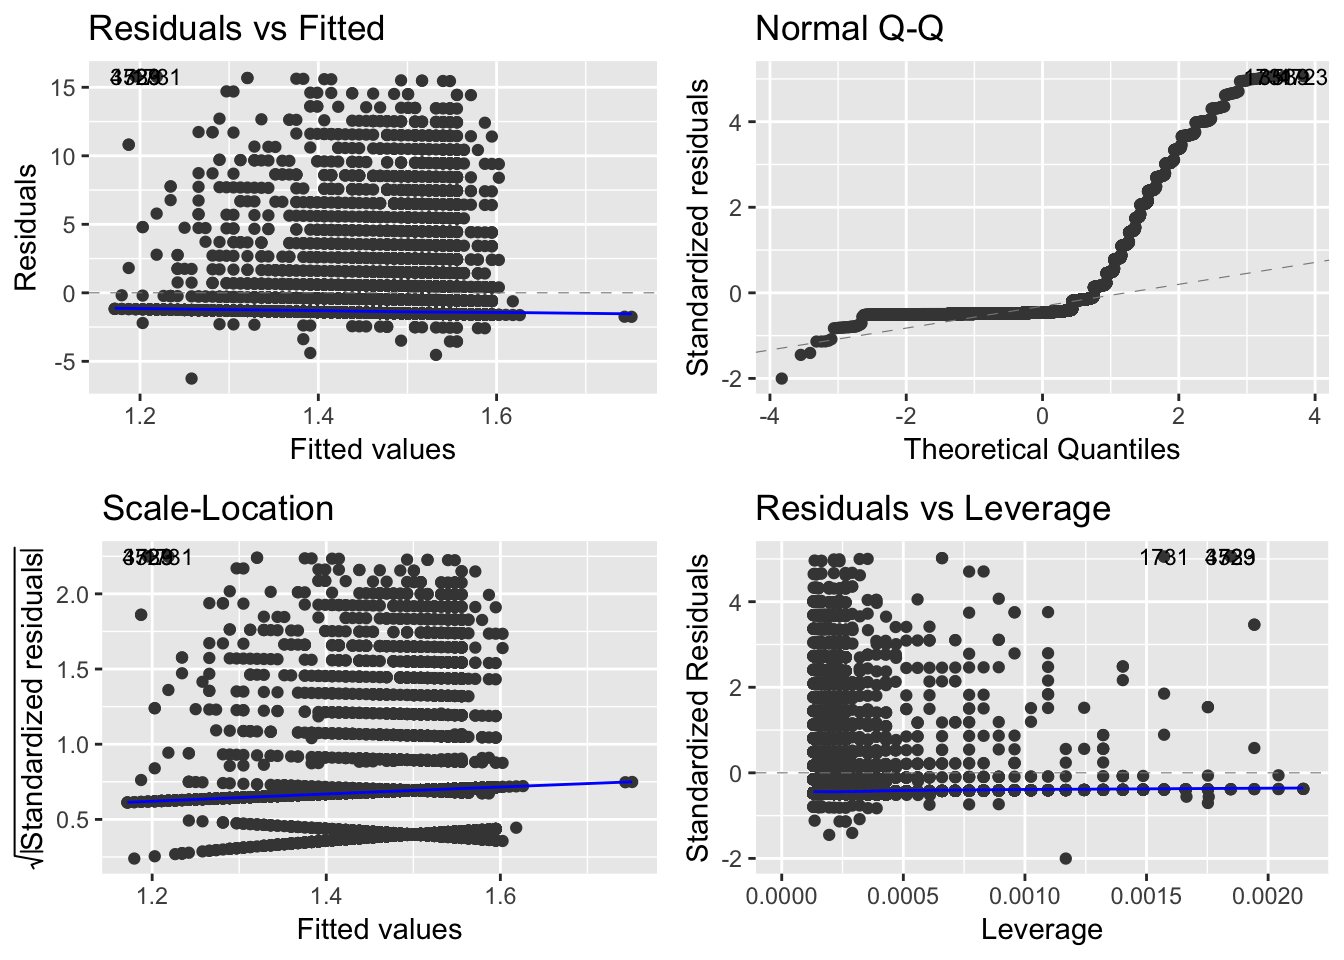 Residuals vs Fitted
Residuals
15
10
5
0
-5
1.2
1.4
1.6
Fitted values
Normal Q-Q
Standardized residuals
4
2
0
-2
-4
-2
0
2
4
Theoretical Quantiles
Scale-Location
√|Standardized residuals|
2.0
1.5
1.0
0.5
1.2
1.4
1.6
Fitted values
Residuals vs Leverage
1731
Standardized Residuals
4
2
0
-2
0.0000
0.0005
0.0010
0.0015
0.0020
Leverage